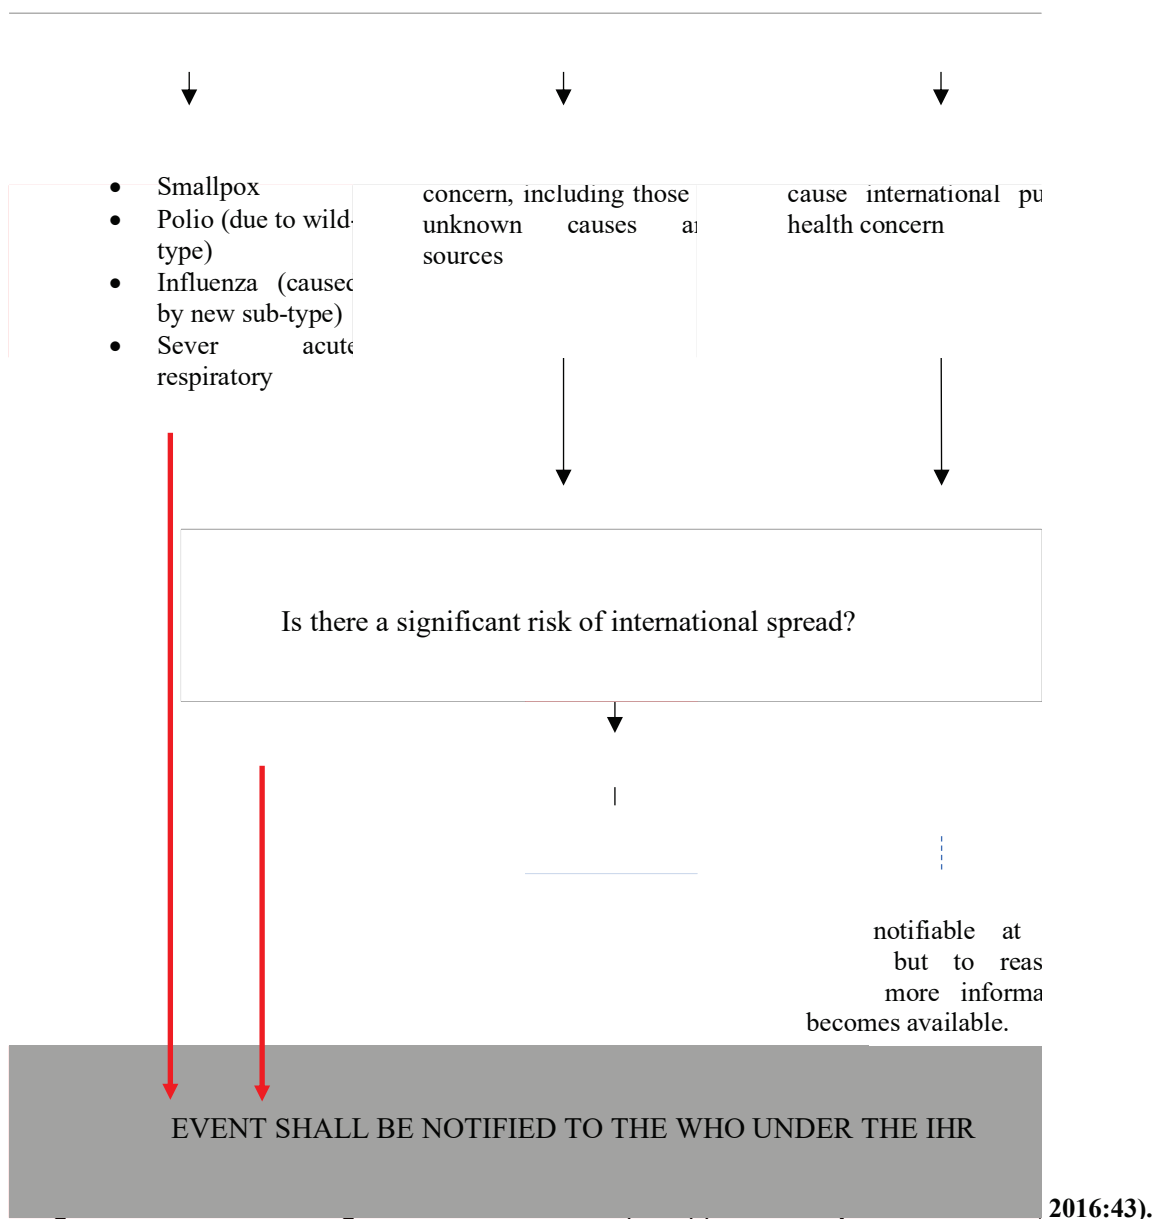 • Smallpox
• Polio (due to wild-
type)
• Influenza (caused
by new sub-type)
• Sever acute
respiratory
concern, including those
unknown causes
sources
cause international
health concern
Is there a significant risk of international spread?
notifiable at
but to
more
becomes available.
EVENT SHALL BE NOTIFIED TO THE WHO UNDER THE IHR
2016:43).